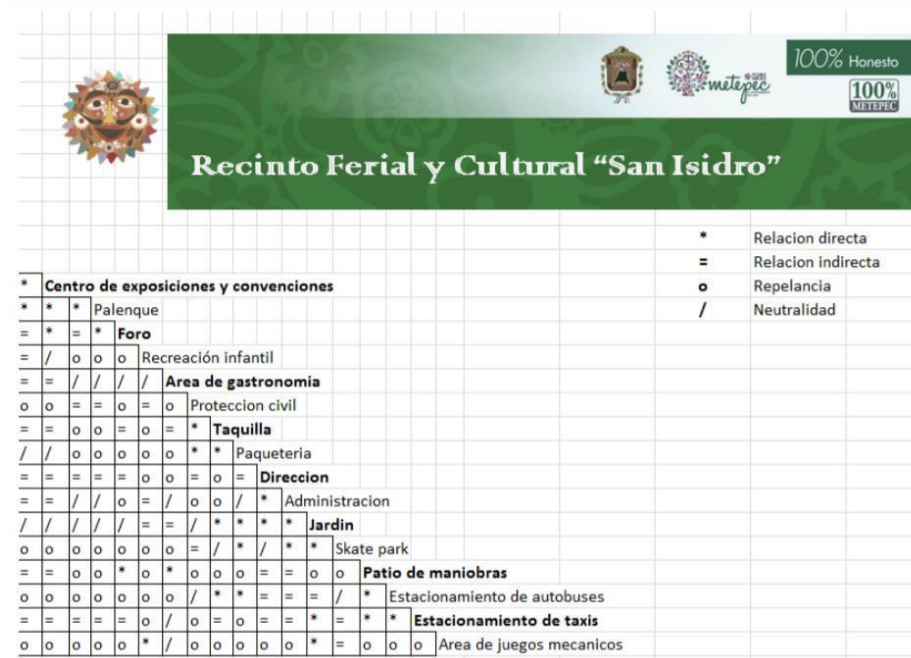 100% Honesto
metepec
100%
METEPEC
Recinto Ferial y Cultural “San Isidro”
* Relacion directa
= Relacion indirecta
o Repelancia
/ Neutralidad
* Centro de exposiciones y convenciones
* * * Palenque
= * = * Foro
= / o o o Recreación infantil
= = / / / / Area de gastronomia
o o = = o = o Proteccion civil
= = o o = o = * Taquilla
/ / o o o o o * * Paqueteria
= = = = = o o = o = Direccion
= = / / o = / o o / * Administracion
/ / / / / = = / * * * * Jardin
o o o o o o o = / * / * * Skate park
= = o o * o * o o o = = o o Patio de maniobras
o o o o o o o / * * = = = / * Estacionamiento de autobuses
= = = = = o / o = o = = * = * * Estacionamiento de taxis
o o o o o * / o o o o o * = o o o Area de juegos mecanicos